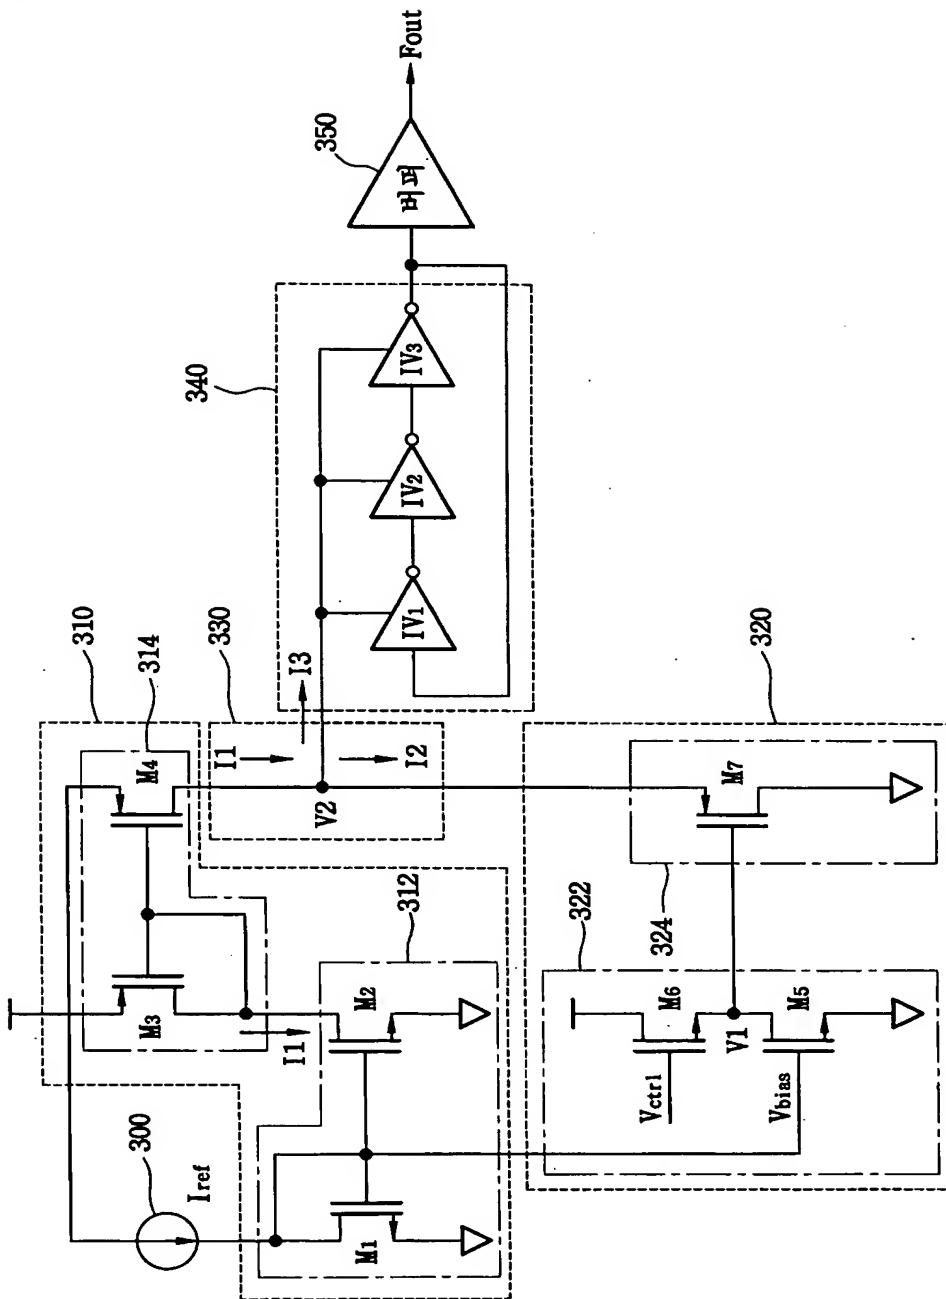 300
Iref
310
314
M3
M4
I1
312
M1
M2
330
I1
I3
V2
I2
340
IV1
IV2
IV3
350
버퍼
Fout
320
322
Vctrl
M6
V1
Vbias
M5
324
M7